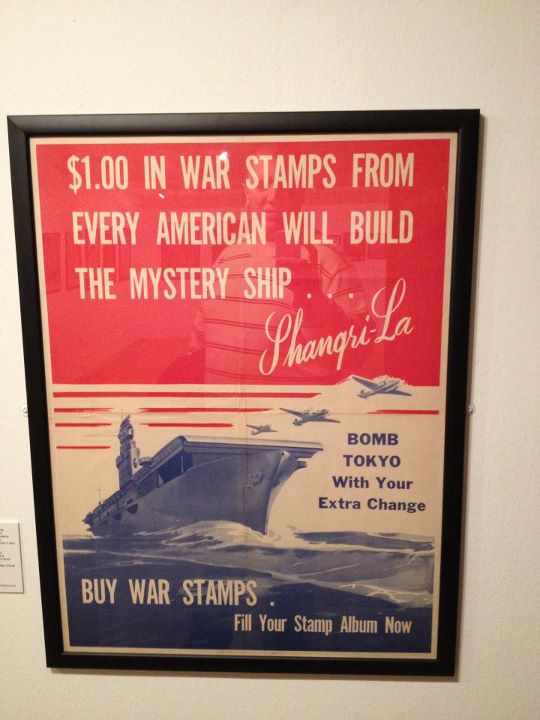 $1.00 IN WAR STAMPS FROM
EVERY AMERICAN WILL BUILD
THE MYSTERY SHIP . . . .
Shangri-La
BOMB
TOKYO
With Your
Extra Change
BUY WAR STAMPS .
Fill Your Stamp Album Now